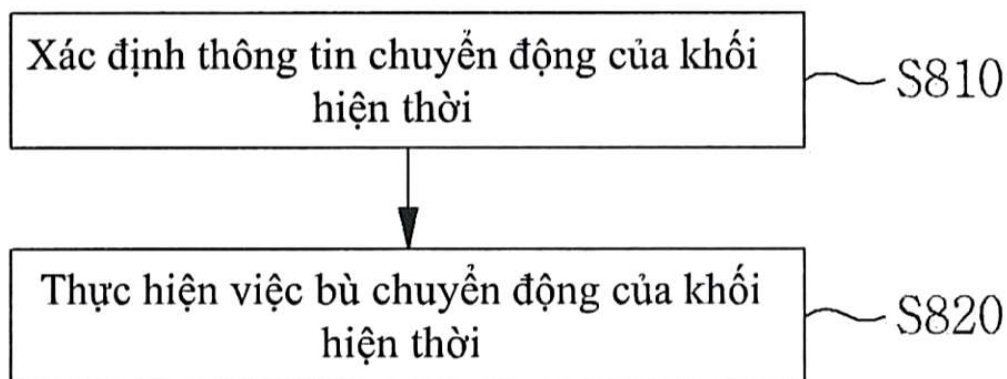 Xác định thông tin chuyển động của khối
hiện thời
S810
Thực hiện việc bù chuyển động của khối
hiện thời
S820